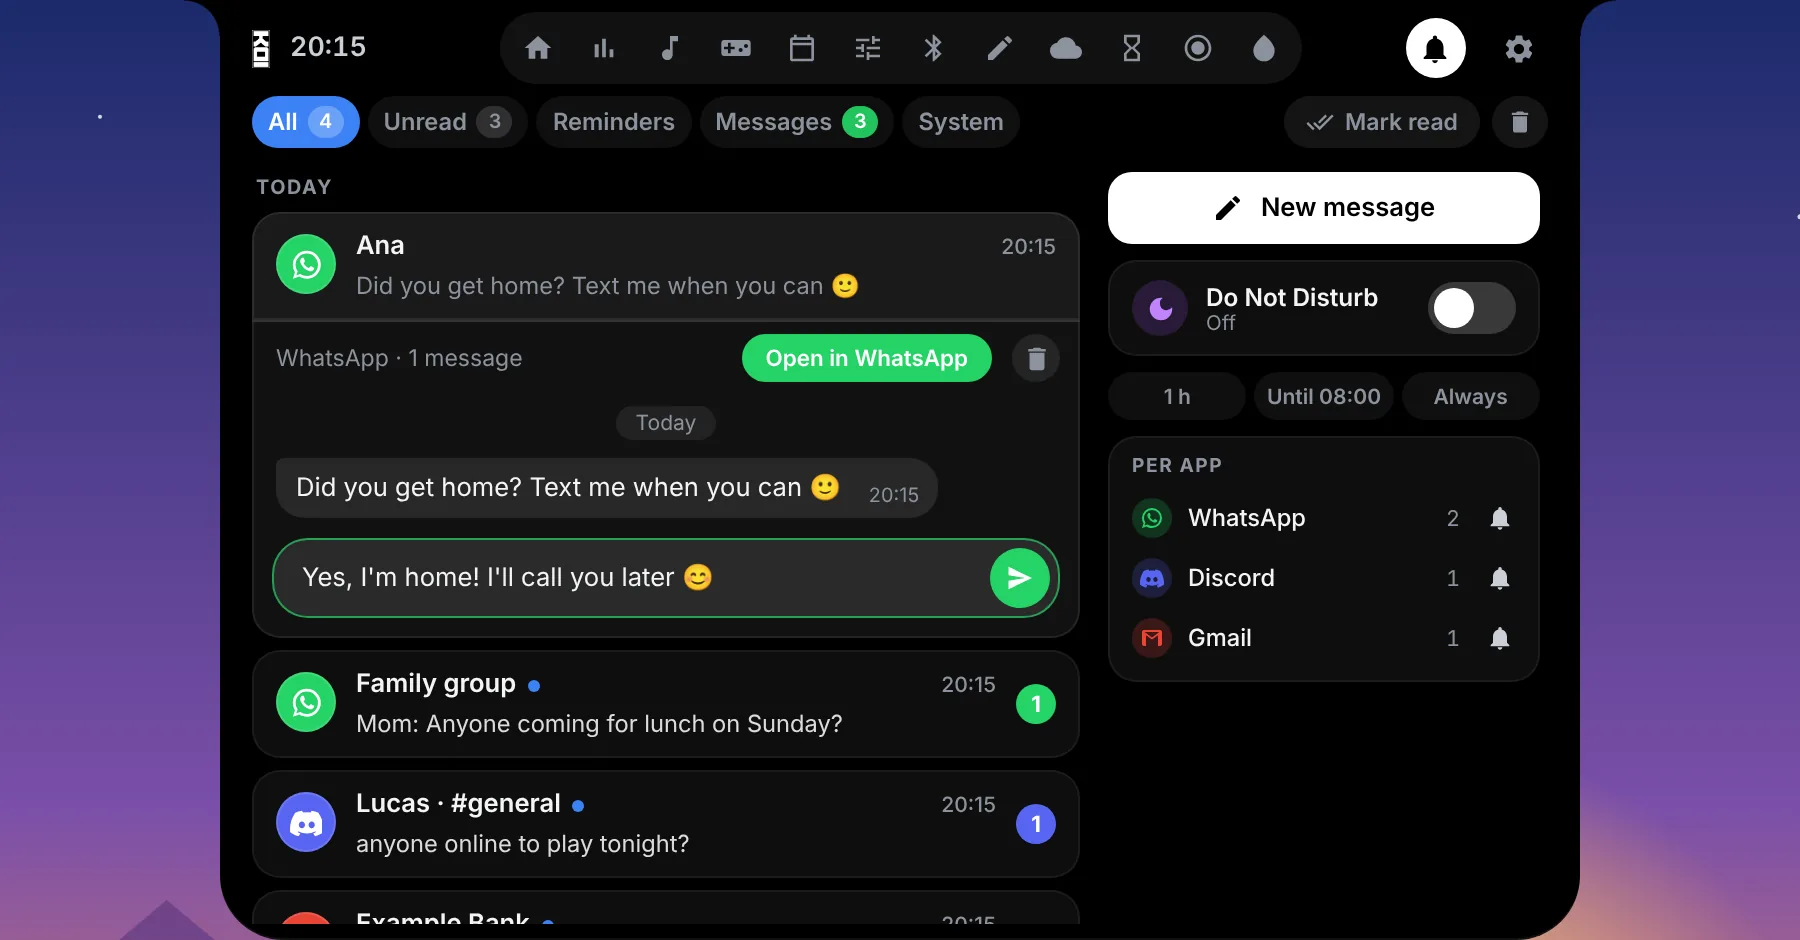 20:15
All 4 Unread 3 Reminders Messages 3 System Mark read
TODAY
Ana 20:15
Did you get home? Text me when you can 🙂
WhatsApp · 1 message Open in WhatsApp
Today
Did you get home? Text me when you can 🙂 20:15
Yes, I'm home! I'll call you later 😊
Family group 20:15
Mom: Anyone coming for lunch on Sunday? 1
Lucas · #general 20:15
anyone online to play tonight? 1
Example Bank 20:15
New message
Do Not Disturb
Off
1 h Until 08:00 Always
PER APP
WhatsApp 2
Discord 1
Gmail 1